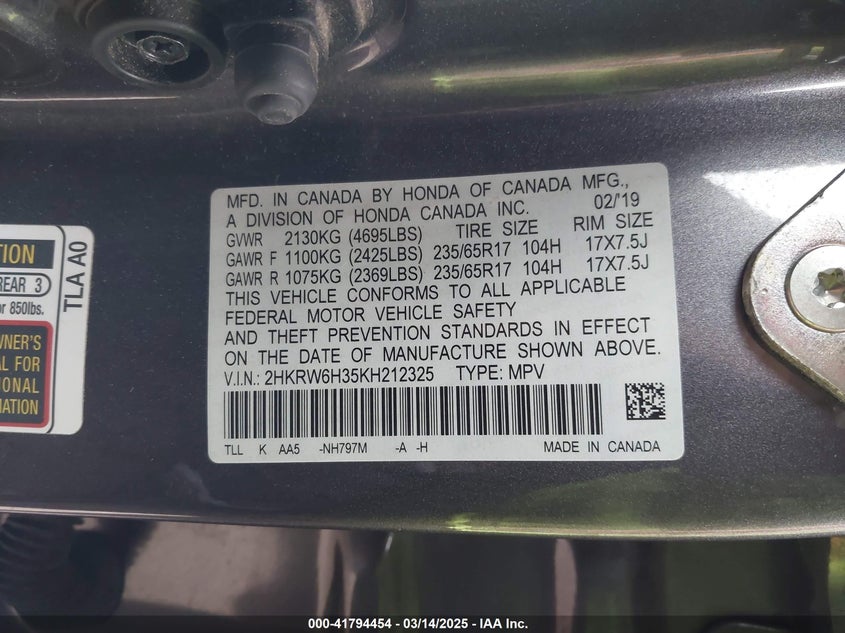 MFD. IN CANADA BY HONDA OF CANADA MFG.,
A DIVISION OF HONDA CANADA INC. 02/'19
GVWR 2130KG (4695LBS) TIRE SIZE RIM SIZE
GAWR F 1100KG (2425LBS) 235/65R17 104H 17X7.5J
GAWR R 1075KG (2369LBS) 235/65R17 104H 17X7.5J
THIS VEHICLE CONFORMS TO ALL APPLICABLE
FEDERAL MOTOR VEHICLE SAFETY
AND THEFT PREVENTION STANDARDS IN EFFECT
ON THE DATE OF MANUFACTURE SHOWN ABOVE.
V.I.N.: 2HKRW6H35KH212325 TYPE: MPV
TLL K AA5 -NH797M -A -H MADE IN CANADA
TION
REAR 3
or 850lbs.
WNER'S
AL FOR
TIONAL
MATION
TLA A0
000-41794454 - 03/14/2025 - IAA Inc.